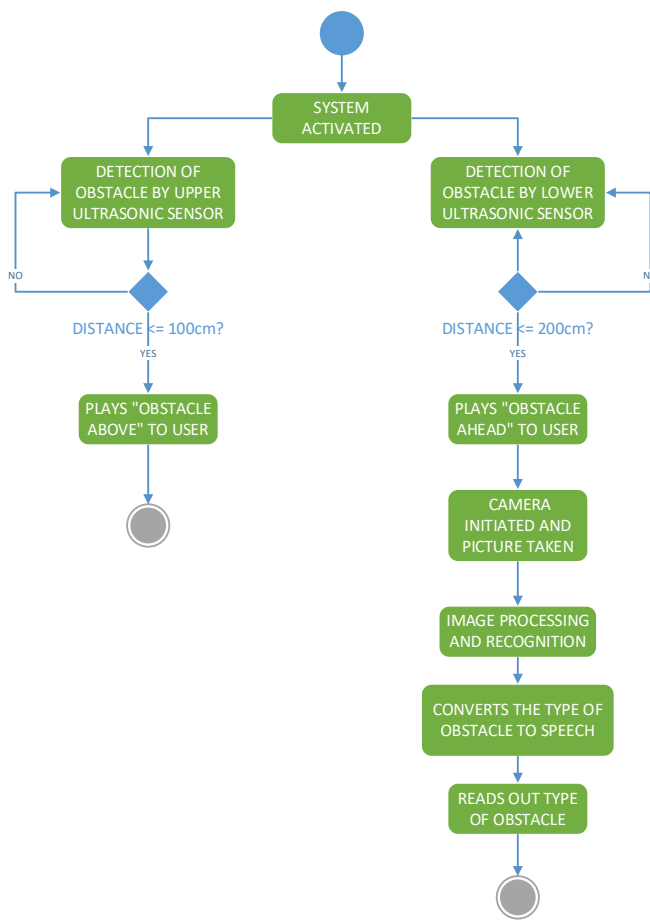 SYSTEM
ACTIVATED
DETECTION OF
OBSTACLE BY UPPER
ULTRASONIC SENSOR
NO
DISTANCE <= 100cm?
YES
PLAYS "OBSTACLE
ABOVE" TO USER
DETECTION OF
OBSTACLE BY LOWER
ULTRASONIC SENSOR
N
DISTANCE <= 200cm?
YES
PLAYS "OBSTACLE
AHEAD" TO USER
CAMERA
INITIATED AND
PICTURE TAKEN
IMAGE PROCESSING
AND RECOGNITION
CONVERTS THE TYPE OF
OBSTACLE TO SPEECH
READS OUT TYPE
OF OBSTACLE